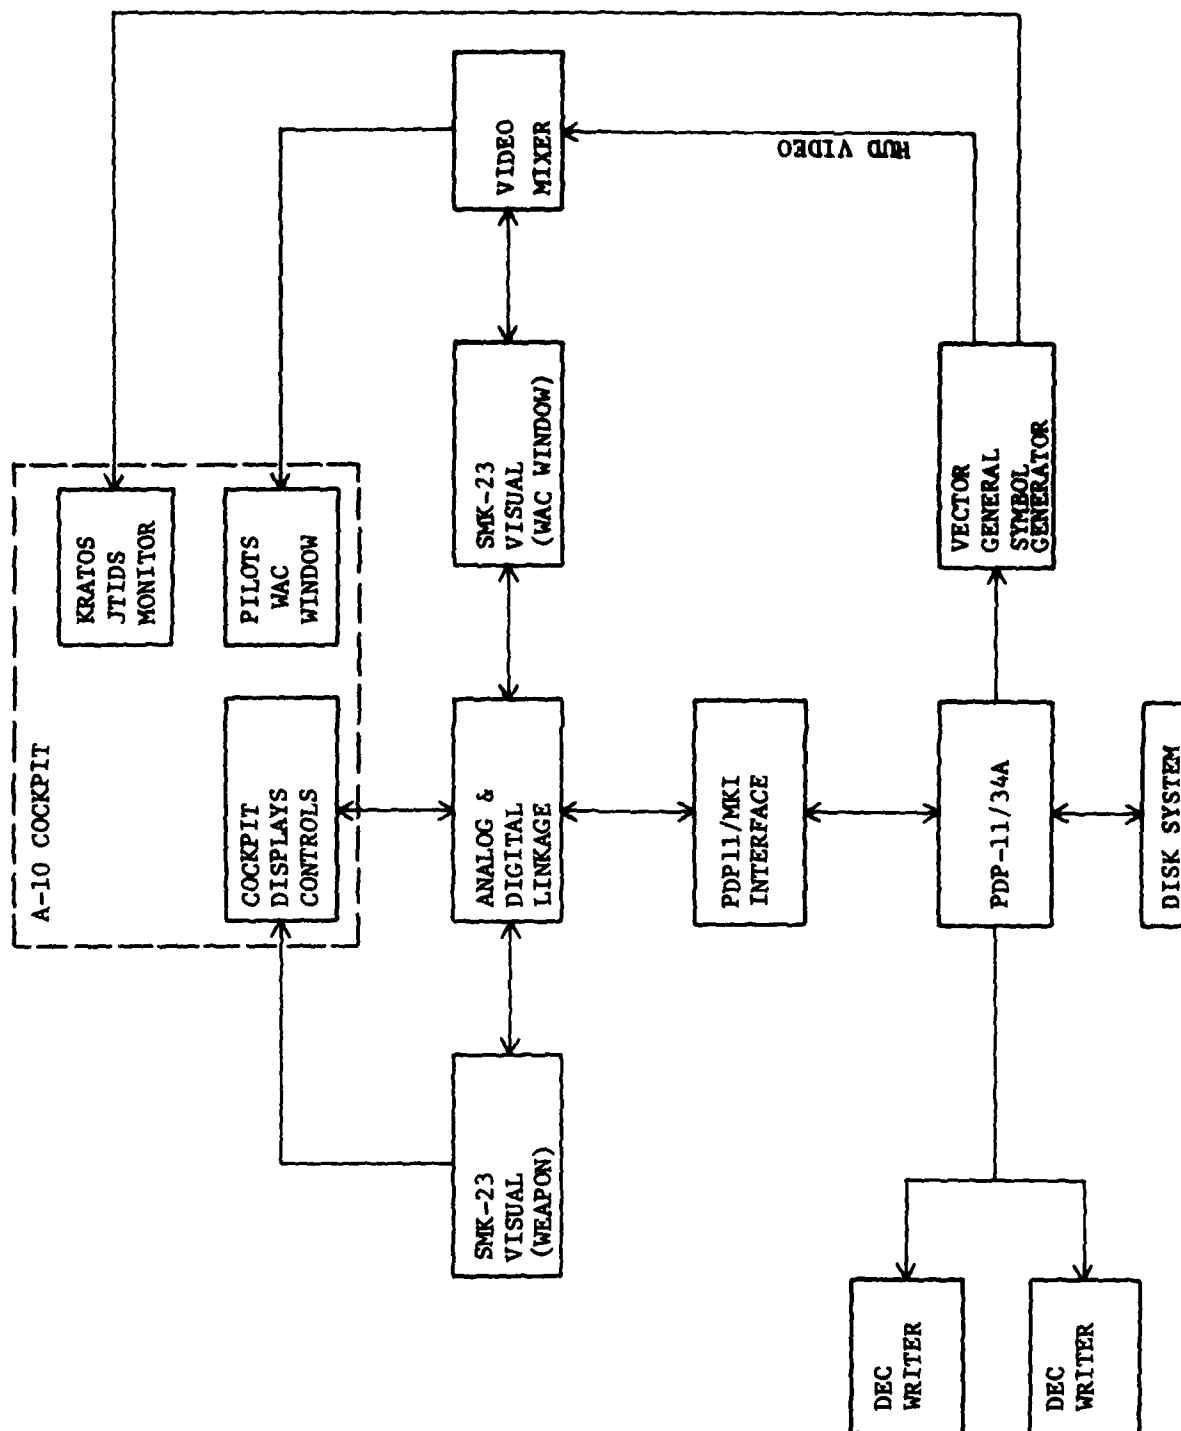 A-10 COCKPIT
KRATOS
JTIDS
MONITOR
COCKPIT
DISPLAYS
CONTROLS
PILOTS
WAC
WINDOW
SMK-23
VISUAL
(WEAPON)
ANALOG &
DIGITAL
LINKAGE
SMK-23
VISUAL
(WAC WINDOW)
VIDEO
MIXER
PDP11/MKI
INTERFACE
HUD VIDEO
DEC
WRITER
DEC
WRITER
PDP-11/34A
VECTOR
GENERAL
SYMBOL
GENERATOR
DISK SYSTEM